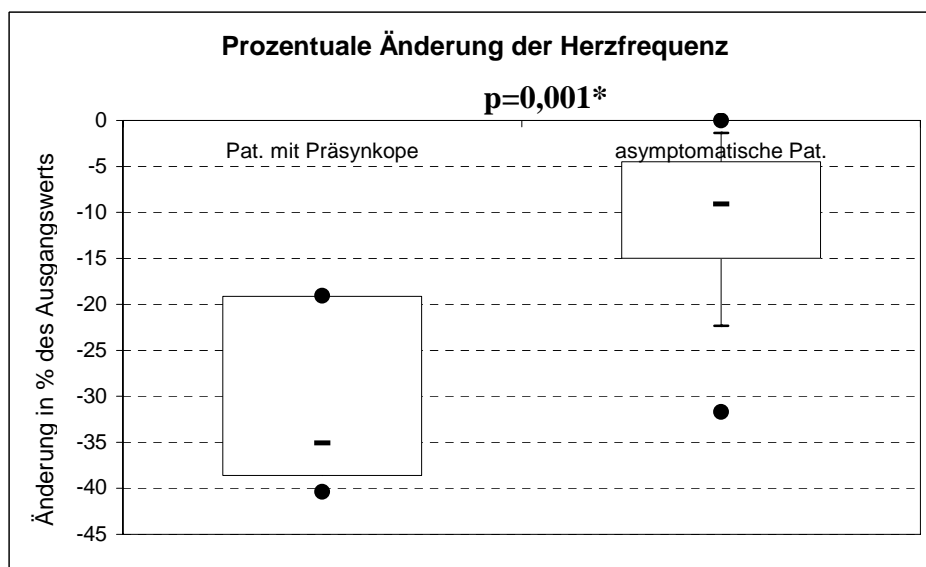 Prozentuale Änderung der Herzfrequenz
p=0,001*
Pat. mit Präsynkope
asymptomatische Pat.
Änderung in % des Ausgangswerts
0
-5
-10
-15
-20
-25
-30
-35
-40
-45